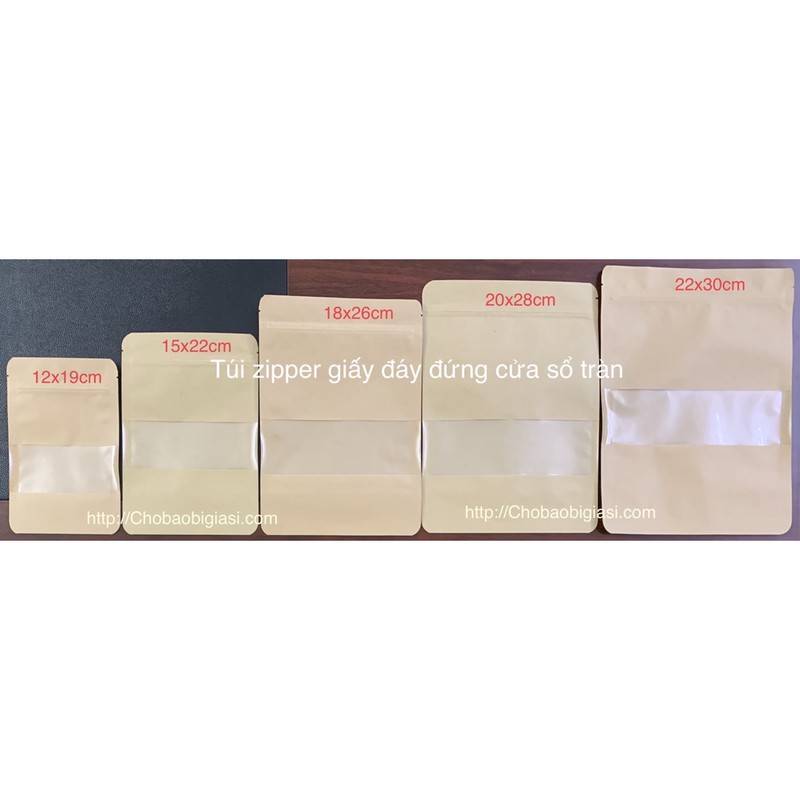 12x19cm
15x22cm
18x26cm
20x28cm
22x30cm
Túi zipper giấy đáy đứng cửa sổ tràn
http://Chobaobigiasi.com
http://Chobaobigiasi.com